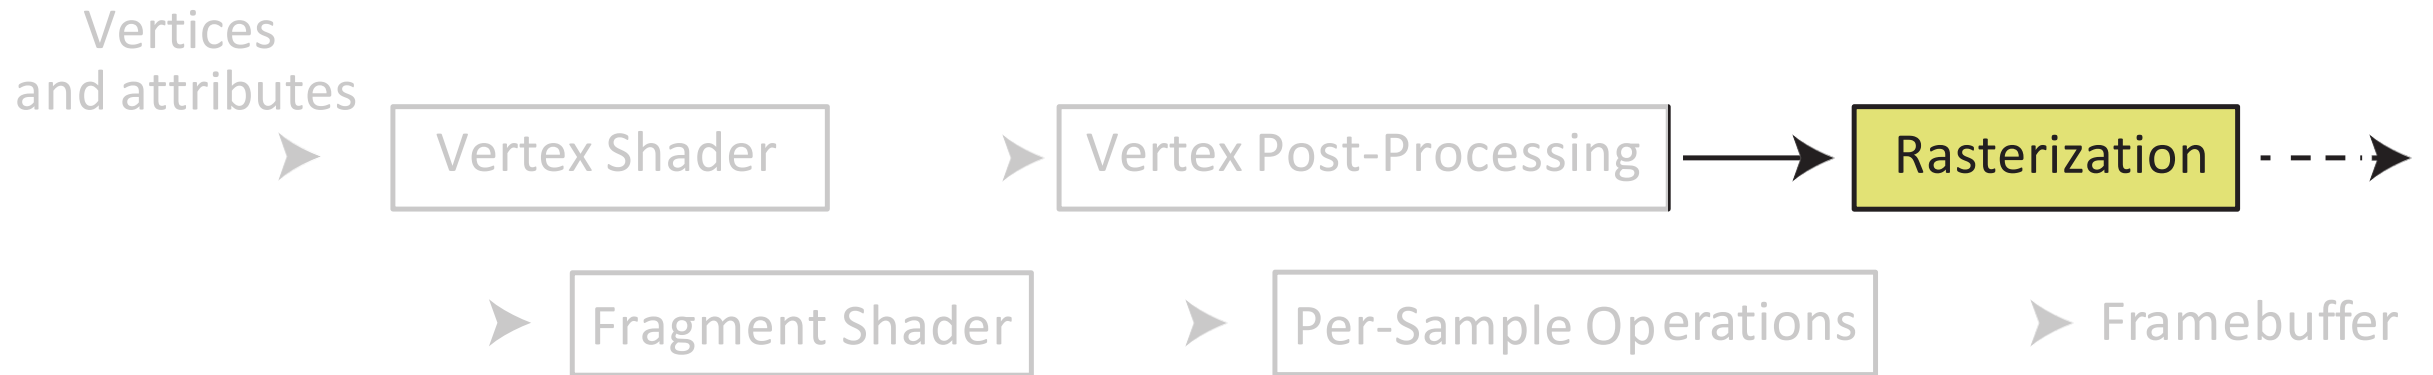 Vertices
and attributes
Vertex Shader
Vertex Post-Processing
Rasterization
Fragment Shader
Per-Sample Operations
Framebuffer